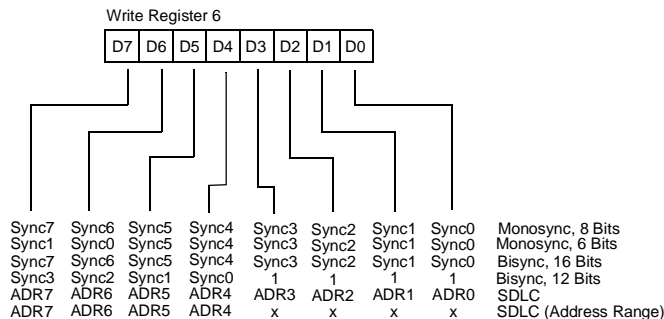 Write Register 6
D7 D6 D5 D4 D3 D2 D1 D0
Sync7 Sync6 Sync5 Sync4 Sync3 Sync2 Sync1 Sync0 Monosync, 8 Bits
Sync1 Sync0 Sync5 Sync4 Sync3 Sync2 Sync1 Sync0 Monosync, 6 Bits
Sync7 Sync6 Sync5 Sync4 Sync3 Sync2 Sync1 Sync0 Bisync, 16 Bits
Sync3 Sync2 Sync1 Sync0 1 1 1 1 Bisync, 12 Bits
ADR7 ADR6 ADR5 ADR4 ADR3 ADR2 ADR1 ADR0 SDLC
ADR7 ADR6 ADR5 ADR4 x x x x SDLC (Address Range)